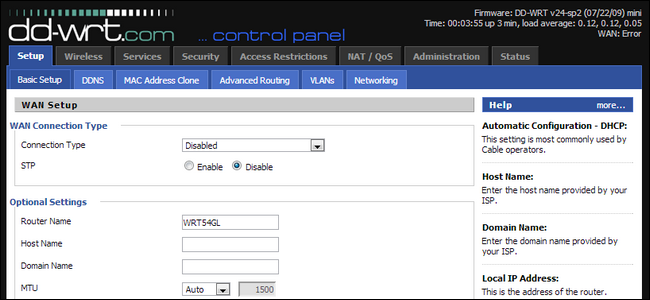 dd-wrt.com ... control panel
Firmware: DD-WRT v24-sp2 (07/22/09) mini
Time: 00:03:55 up 3 min, load average: 0.12, 0.12, 0.05
WAN: Error
Setup Wireless Services Security Access Restrictions NAT / QoS Administration Status
Basic Setup DDNS MAC Address Clone Advanced Routing VLANs Networking
WAN Setup
WAN Connection Type
Connection Type Disabled
STP Enable Disable
Optional Settings
Router Name WRT54GL
Host Name
Domain Name
MTU Auto 1500
Help more...
Automatic Configuration - DHCP:
This setting is most commonly used by
Cable operators.
Host Name:
Enter the host name provided by your
ISP.
Domain Name:
Enter the domain name provided by
your ISP.
Local IP Address:
This is the address of the router.